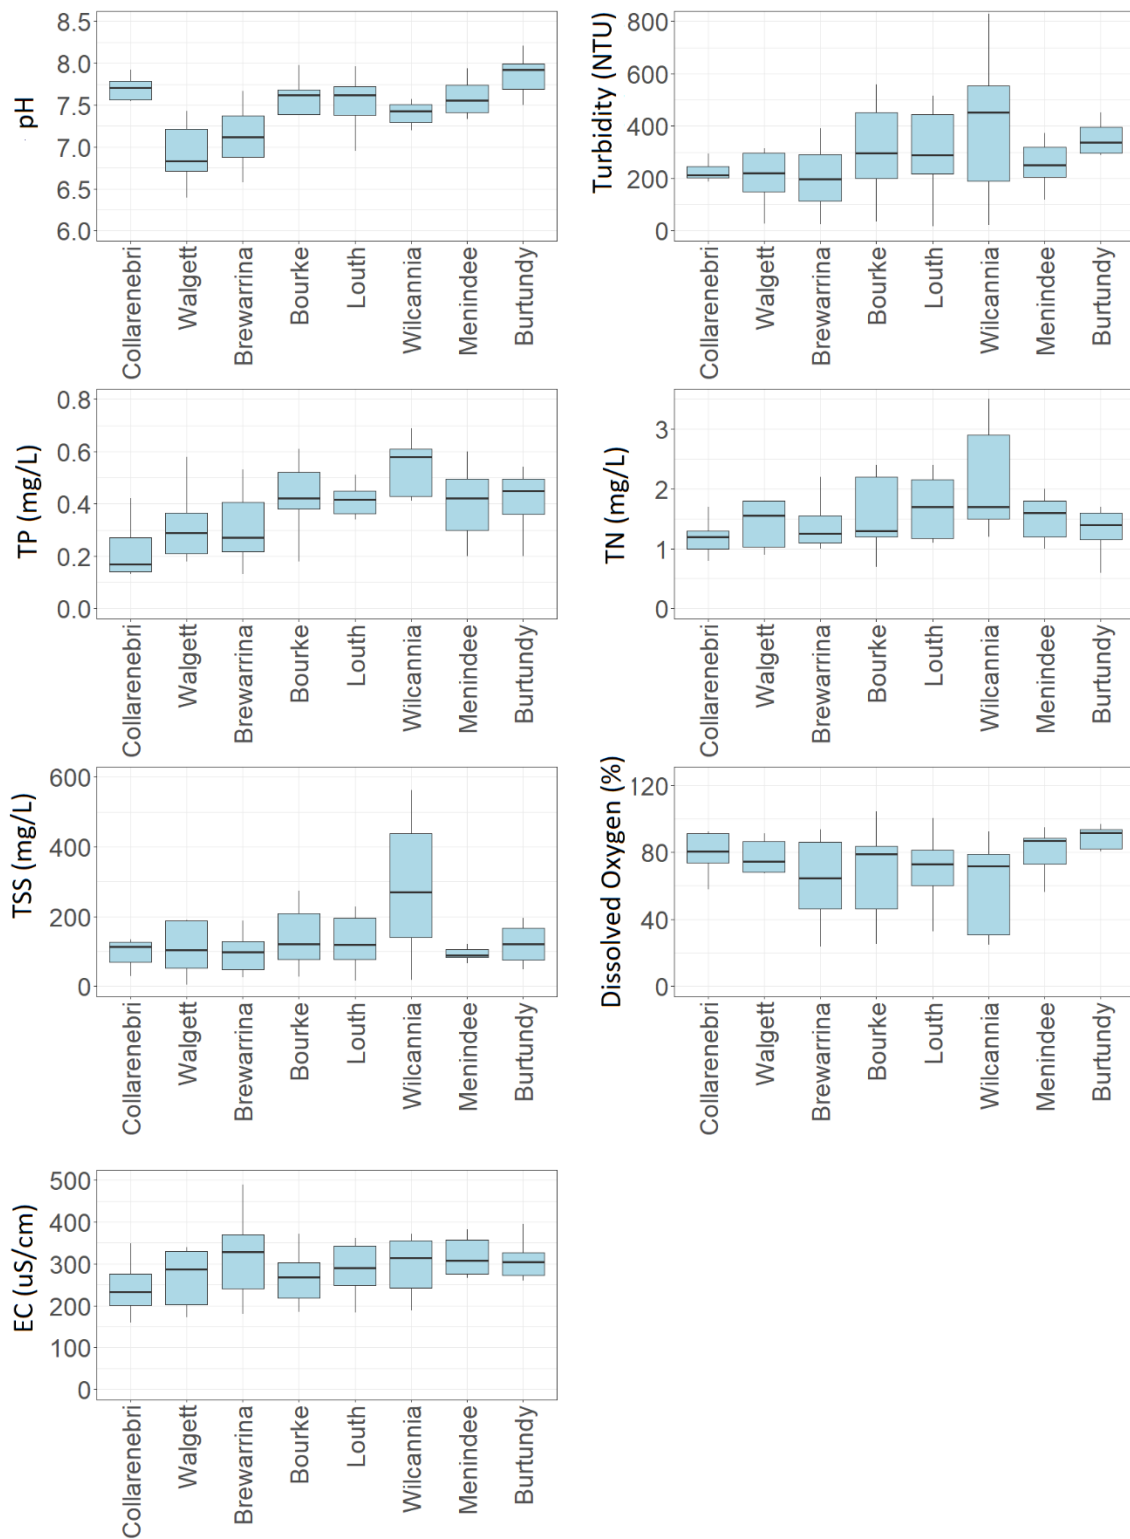 pH
8.5
8.0
7.5
7.0
6.5
6.0
Collarenebri
Walgett
Brewarrina
Bourke
Louth
Wilcannia
Menindee
Burtundy
Turbidity (NTU)
800
600
400
200
0
Collarenebri
Walgett
Brewarrina
Bourke
Louth
Wilcannia
Menindee
Burtundy
TP (mg/L)
0.8
0.6
0.4
0.2
0.0
Collarenebri
Walgett
Brewarrina
Bourke
Louth
Wilcannia
Menindee
Burtundy
TN (mg/L)
3
2
1
0
Collarenebri
Walgett
Brewarrina
Bourke
Louth
Wilcannia
Menindee
Burtundy
TSS (mg/L)
600
400
200
0
Collarenebri
Walgett
Brewarrina
Bourke
Louth
Wilcannia
Menindee
Burtundy
Dissolved Oxygen (%)
120
80
40
0
Collarenebri
Walgett
Brewarrina
Bourke
Louth
Wilcannia
Menindee
Burtundy
EC (uS/cm)
500
400
300
200
100
0
Collarenebri
Walgett
Brewarrina
Bourke
Louth
Wilcannia
Menindee
Burtundy